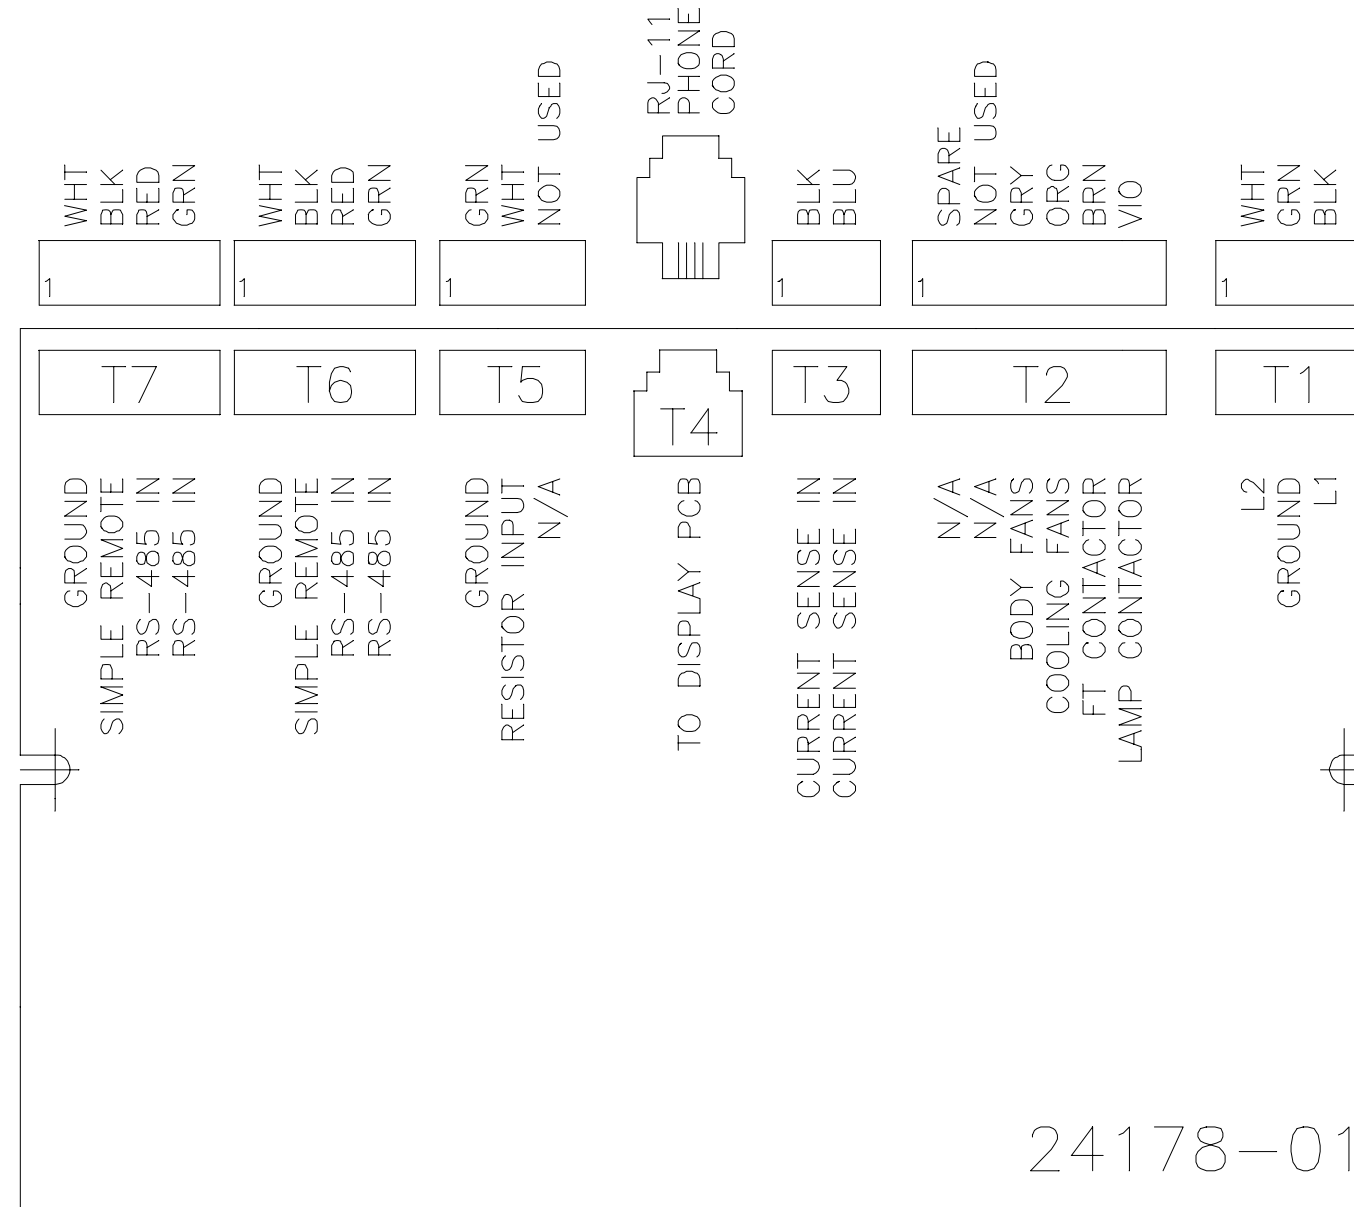 RJ-11
PHONE
CORD
WHT
BLK
RED
GRN
WHT
BLK
RED
GRN
GRN
WHT
NOT USED
BLK
BLU
SPARE
NOT USED
GRY
ORG
BRN
VIO
WHT
GRN
BLK
1
1
1
1
1
1
T7
T6
T5
T4
T3
T2
T1
GROUND
SIMPLE REMOTE
RS-485 IN
RS-485 IN
GROUND
SIMPLE REMOTE
RS-485 IN
RS-485 IN
GROUND
RESISTOR INPUT
N/A
TO DISPLAY PCB
CURRENT SENSE IN
CURRENT SENSE IN
N/A
N/A
BODY FANS
COOLING FANS
FT CONTACTOR
LAMP CONTACTOR
L2
GROUND
L1
24178-01